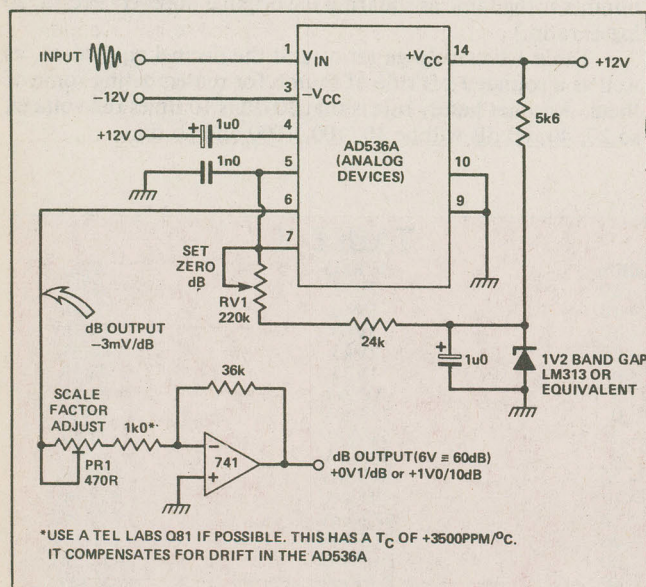 INPUT
1
VIN
+VCC
14
+12V
-12V
3
-VCC
+12V
+
1u0
4
5k6
1n0
5
AD536A
(ANALOG
DEVICES)
10
6
9
7
SET
ZERO
dB
RV1
220k
dB OUTPUT
-3mV/dB
24k
+
1u0
1V2 BAND GAP
LM313 OR
EQUIVALENT
SCALE
FACTOR
ADJUST
36k
1k0*
-
741
+
PR1
470R
dB OUTPUT(6V ≡ 60dB)
+0V1/dB or +1V0/10dB
*USE A TEL LABS Q81 IF POSSIBLE. THIS HAS A TC OF +3500PPM/°C.
IT COMPENSATES FOR DRIFT IN THE AD536A